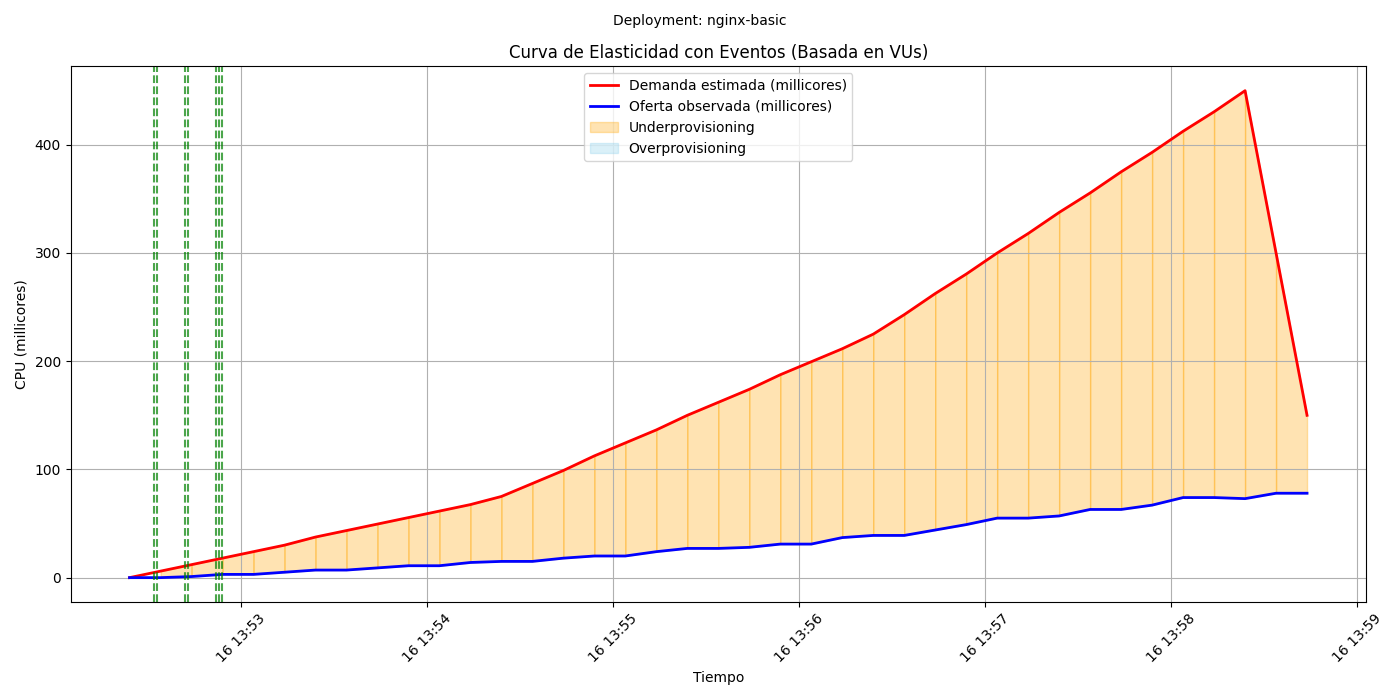 Deployment: nginx-basic
Curva de Elasticidad con Eventos (Basada en VUs)
Demanda estimada (millicores)
Oferta observada (millicores)
Underprovisioning
Overprovisioning
CPU (millicores)
400
300
200
100
0
16 13:53
16 13:54
16 13:55
16 13:56
16 13:57
16 13:58
16 13:59
Tiempo